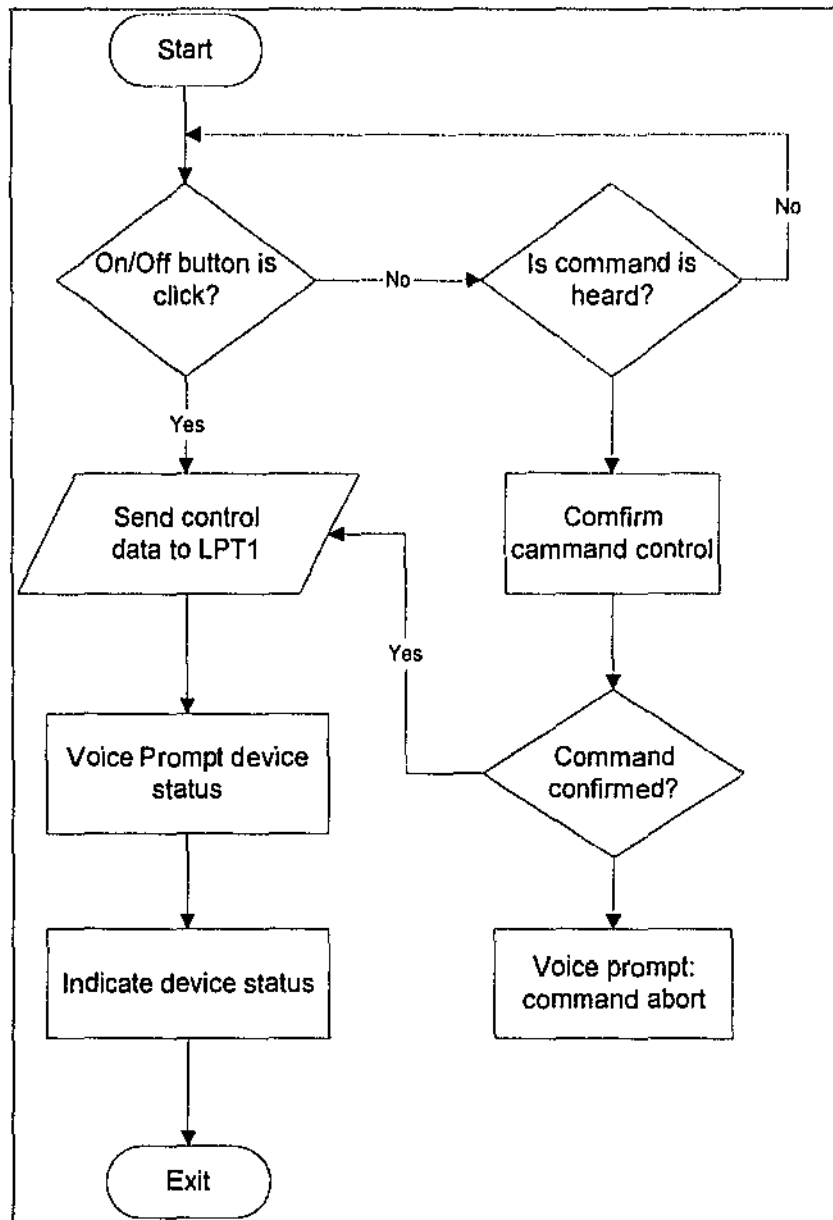 Start
No
On/Off button is
click?
No
Is command is
heard?
Yes
Send control
data to LPT1
Comfirm
cammand control
Yes
Voice Prompt device
status
Command
confirmed?
Indicate device status
Voice prompt:
command abort
Exit